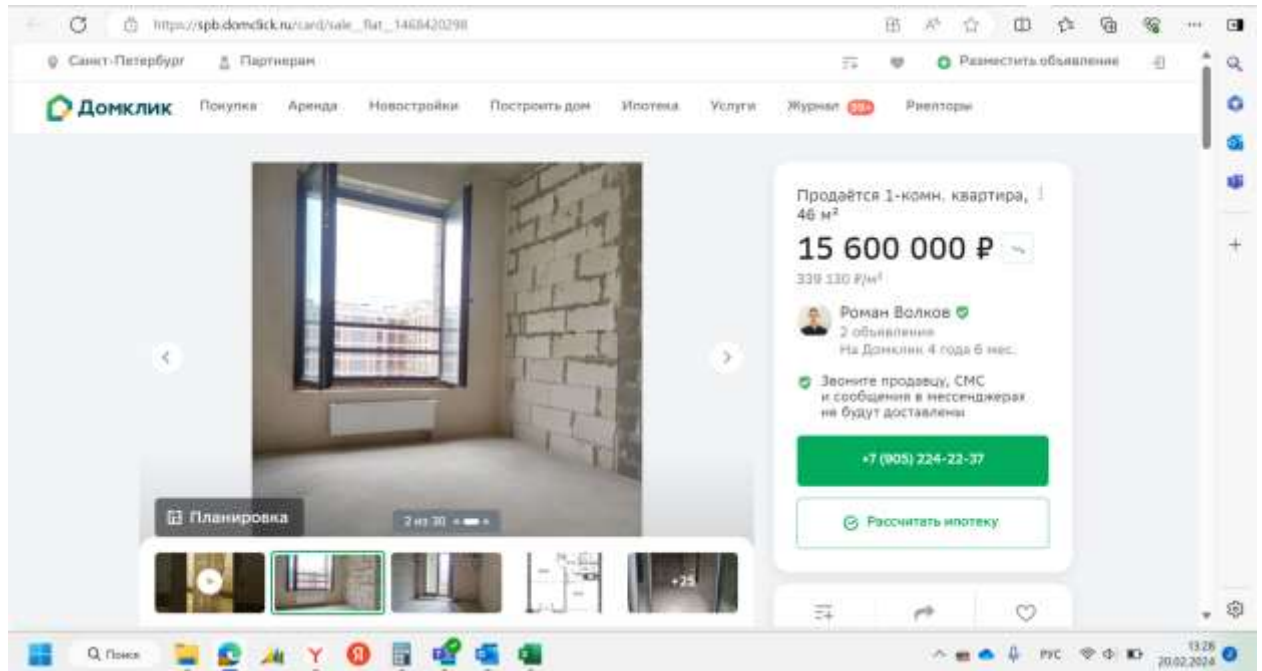 https://spb.domclick.ru/card/sale__flat__1468420298
Санкт-Петербург
Партнерам
Разместить объявление
Домклик
Покупка
Аренда
Новостройки
Построить дом
Ипотека
Услуги
Журнал 99+
Риелторы
Продаётся 1-комн. квартира,
46 м²
15 600 000 ₽
339 130 ₽/м²
Роман Волков
2 объявления
На Домклик 4 года 6 мес.
Звоните продавцу, СМС
и сообщения в мессенджерах
не будут доставлены
+7 (905) 224-22-37
Рассчитать ипотеку
Планировка
2 из 30
+25
Поиск
РУС
13:28
20.02.2024